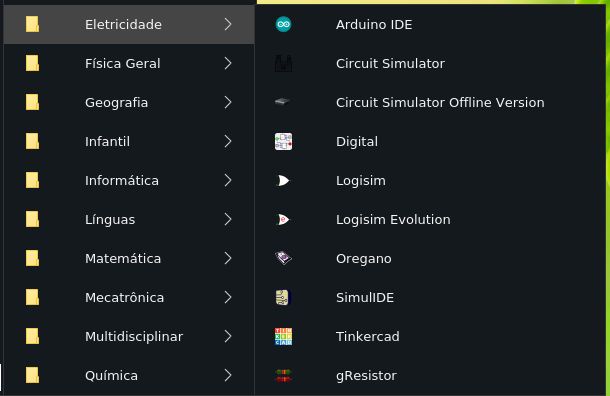 Eletricidade
Física Geral
Geografia
Infantil
Informática
Línguas
Matemática
Mecatrônica
Multidisciplinar
Química
Arduino IDE
Circuit Simulator
Circuit Simulator Offline Version
Digital
Logisim
Logisim Evolution
Oregano
SimulIDE
Tinkercad
gResistor